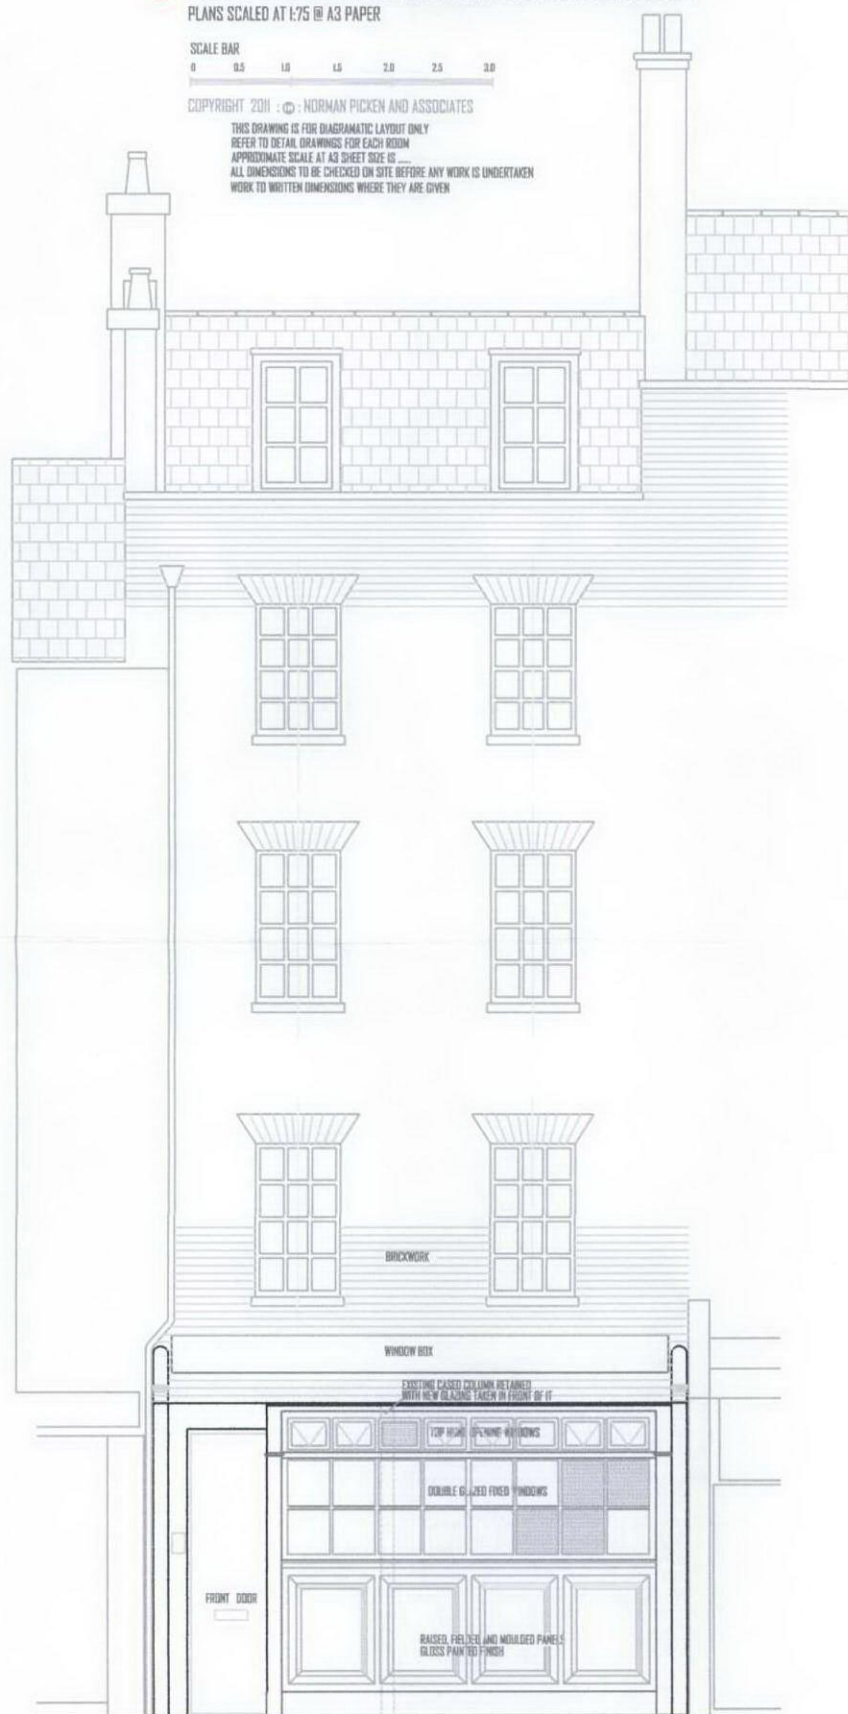 PLANS SCALED AT 1:75 @ A3 PAPER
SCALE BAR
0 0.5 1.0 1.5 2.0 2.5 3.0
COPYRIGHT 2011 : : NORMAN PICKEN AND ASSOCIATES
THIS DRAWING IS FOR DIAGRAMATIC LAYOUT ONLY
REFER TO DETAIL DRAWINGS FOR EACH ROOM
APPROXIMATE SCALE AT A3 SHEET SIZE IS .....
ALL DIMENSIONS TO BE CHECKED ON SITE BEFORE ANY WORK IS UNDERTAKEN
WORK TO WRITTEN DIMENSIONS WHERE THEY ARE GIVEN
BRICKWORK
WINDOW BOX
EXISTING CASED COLUMN RETAINED
WITH NEW GLAZING TAKEN IN FRONT OF IT
TOP HUNG OPENING WINDOWS
DOUBLE GLAZED FIXED WINDOWS
FRONT DOOR
RAISED, FIELDED AND MOULDED PANELS
GLOSS PAINTED FINISH